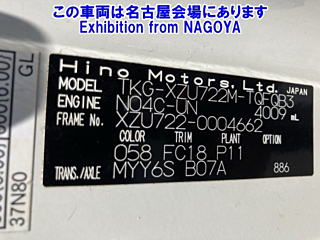 この車両は名古屋会場にあります
Exhibition from NAGOYA
Hino Motors,Ltd. JAPAN
MODEL TKG-XZU722M-TQFQB3
ENGINE N04C-UN 4009 mL
FRAME No. XZU722-0004662
COLOR TRIM PLANT
058 FC18 P11
TRANS./AXLE MYY6S B07A 886
GL
37N80